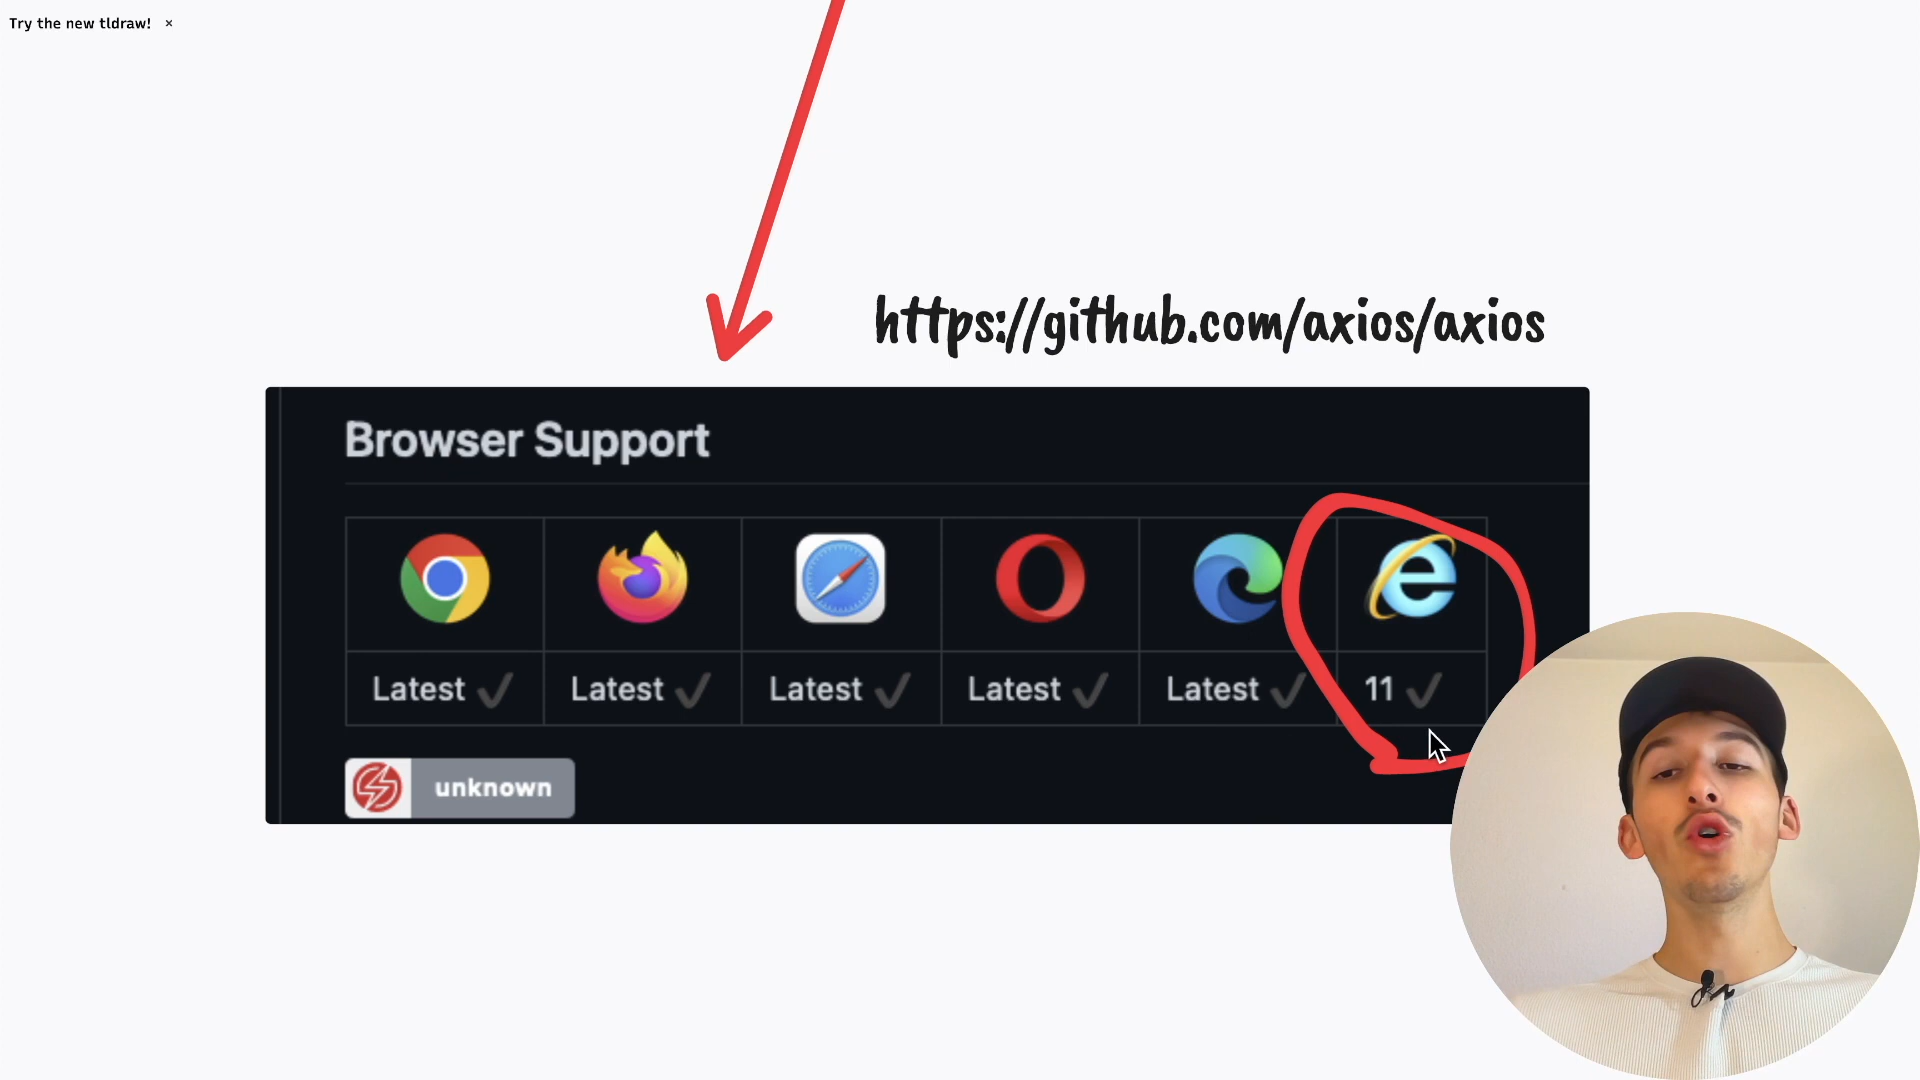 Try the new tldraw! ×
https://github.com/axios/axios
Browser Support
Latest ✓ Latest ✓ Latest ✓ Latest ✓ Latest ✓ 11 ✓
unknown